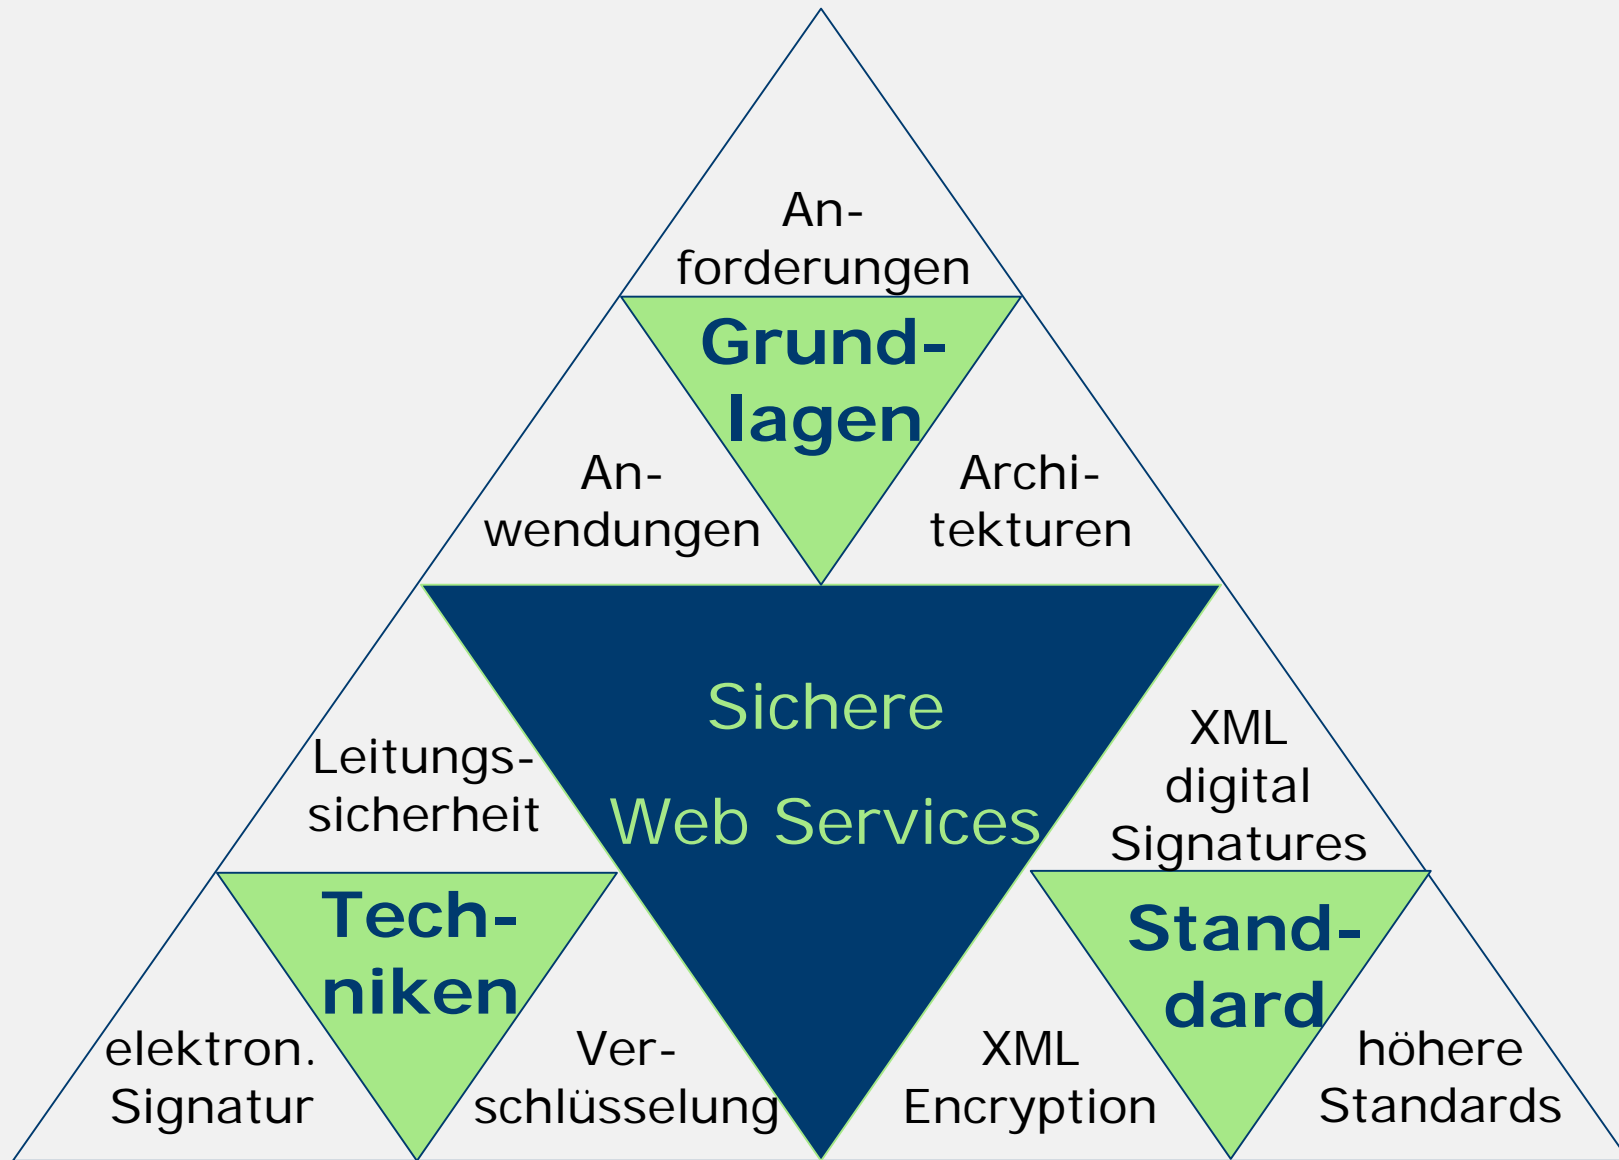 An-
forderungen
Grund-
lagen
An-
wendungen
Archi-
tekturen
Sichere
Web Services
Leitungs-
sicherheit
Tech-
niken
elektron.
Signatur
Ver-
schlüsselung
XML
digital
Signatures
Stand-
dard
XML
Encryption
höhere
Standards